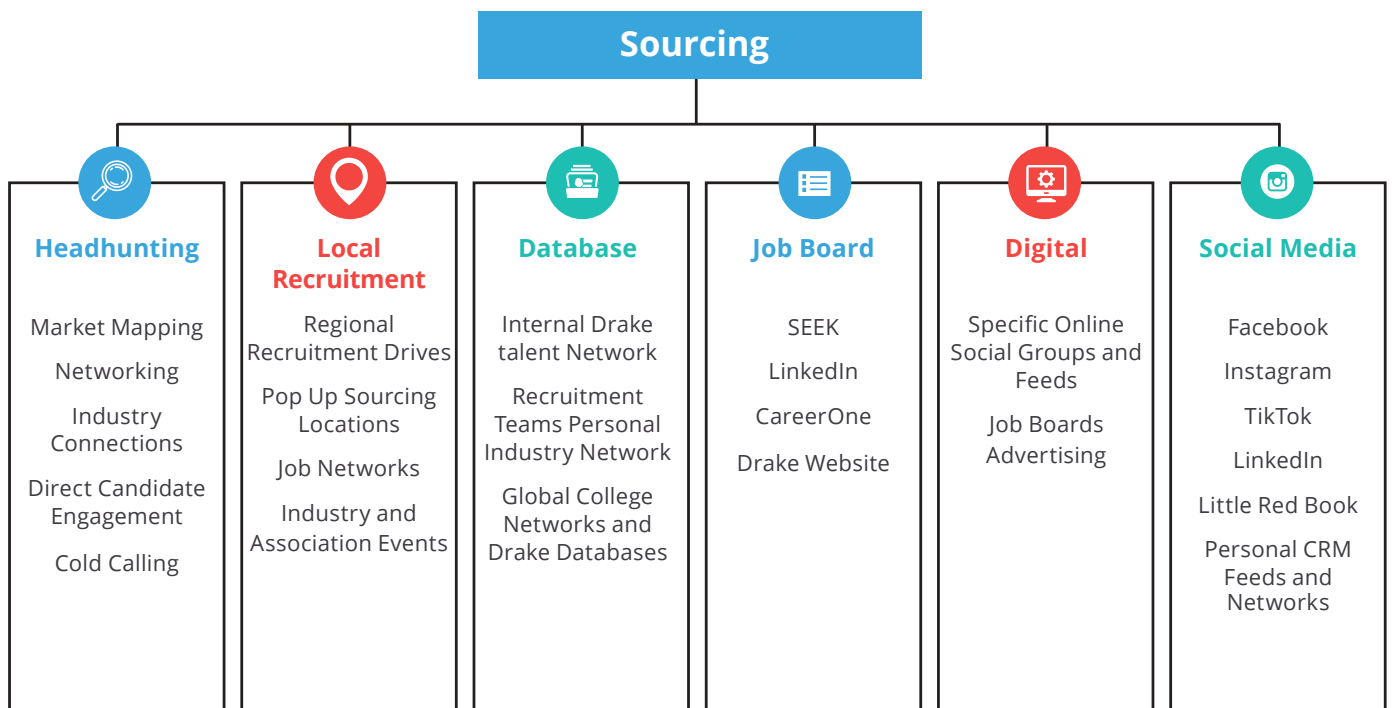 Sourcing
Headhunting
Market Mapping
Networking
Industry
Connections
Direct Candidate
Engagement
Cold Calling
Local
Recruitment
Regional
Recruitment Drives
Pop Up Sourcing
Locations
Job Networks
Industry and
Association Events
Database
Internal Drake
talent Network
Recruitment
Teams Personal
Industry Network
Global College
Networks and
Drake Databases
Job Board
SEEK
LinkedIn
CareerOne
Drake Website
Digital
Specific Online
Social Groups and
Feeds
Job Boards
Advertising
Social Media
Facebook
Instagram
TikTok
LinkedIn
Little Red Book
Personal CRM
Feeds and
Networks